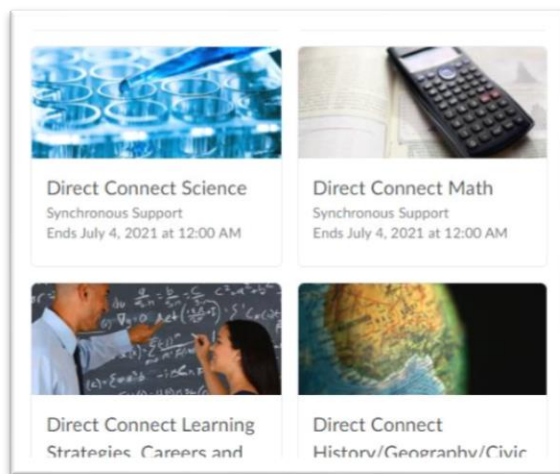 Direct Connect Science
Synchronous Support
Ends July 4, 2021 at 12:00 AM
Direct Connect Math
Synchronous Support
Ends July 4, 2021 at 12:00 AM
Direct Connect Learning
Strategies, Careers and
Direct Connect
History/Geography/Civic